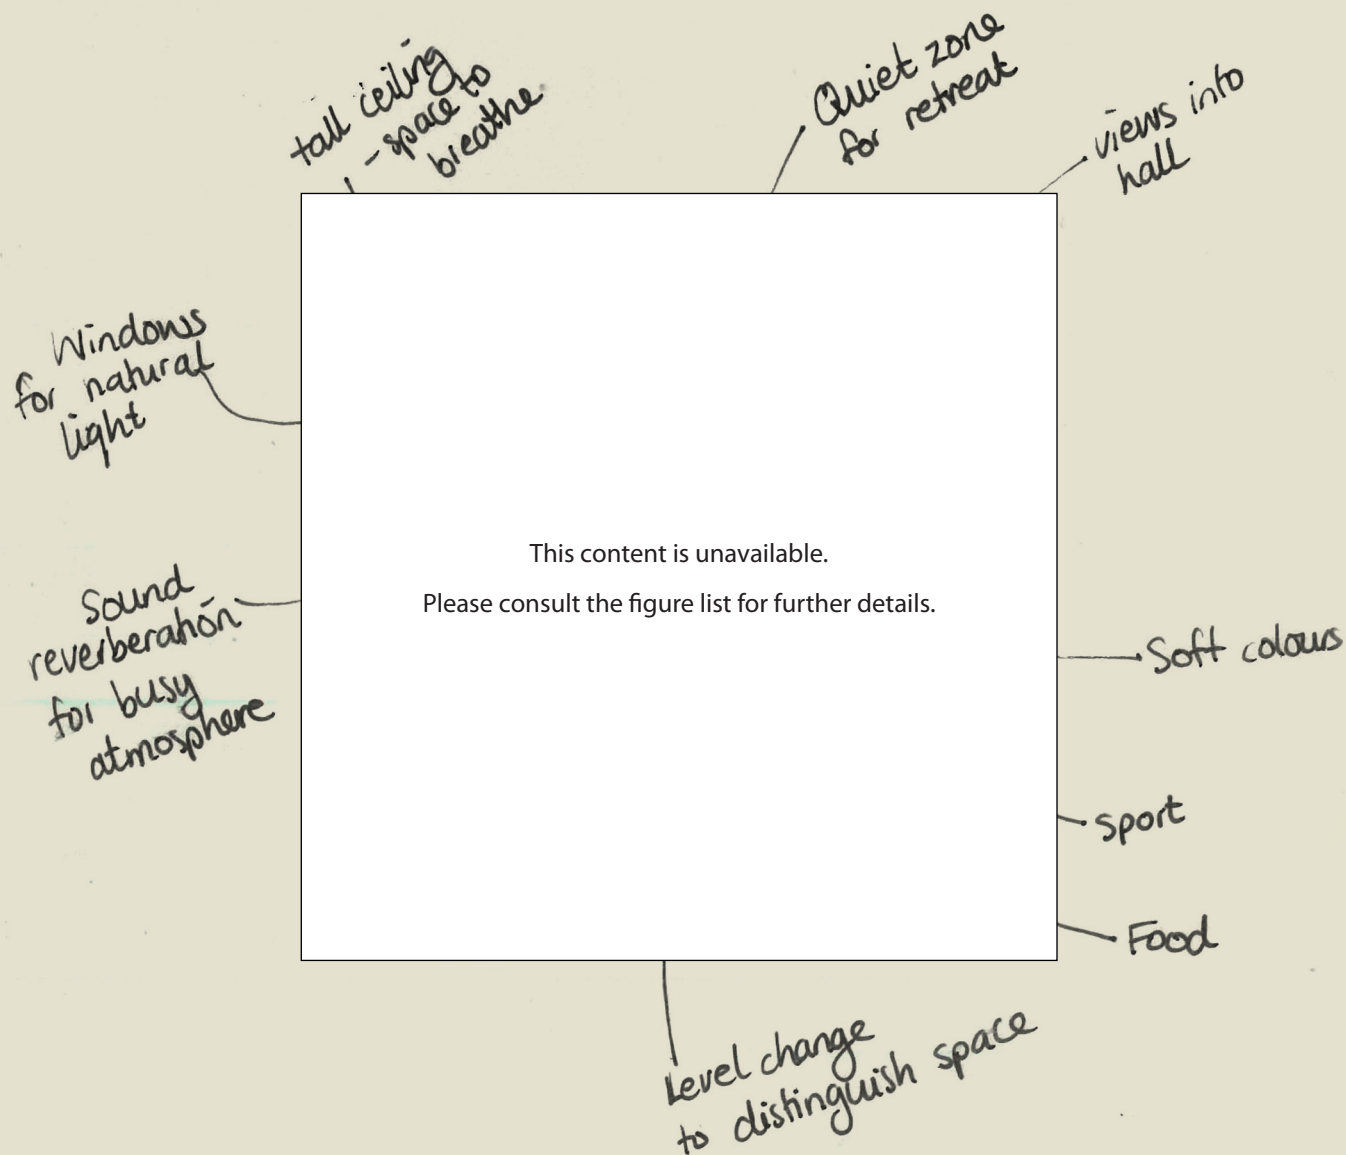 tall ceiling
- space to
breathe
Quiet zone
for retreat
views into
hall
Windows
for natural
light
This content is unavailable.
Please consult the figure list for further details.
Sound
reverberation
for busy
atmosphere
Soft colours
Sport
Food
Level change
to distinguish space